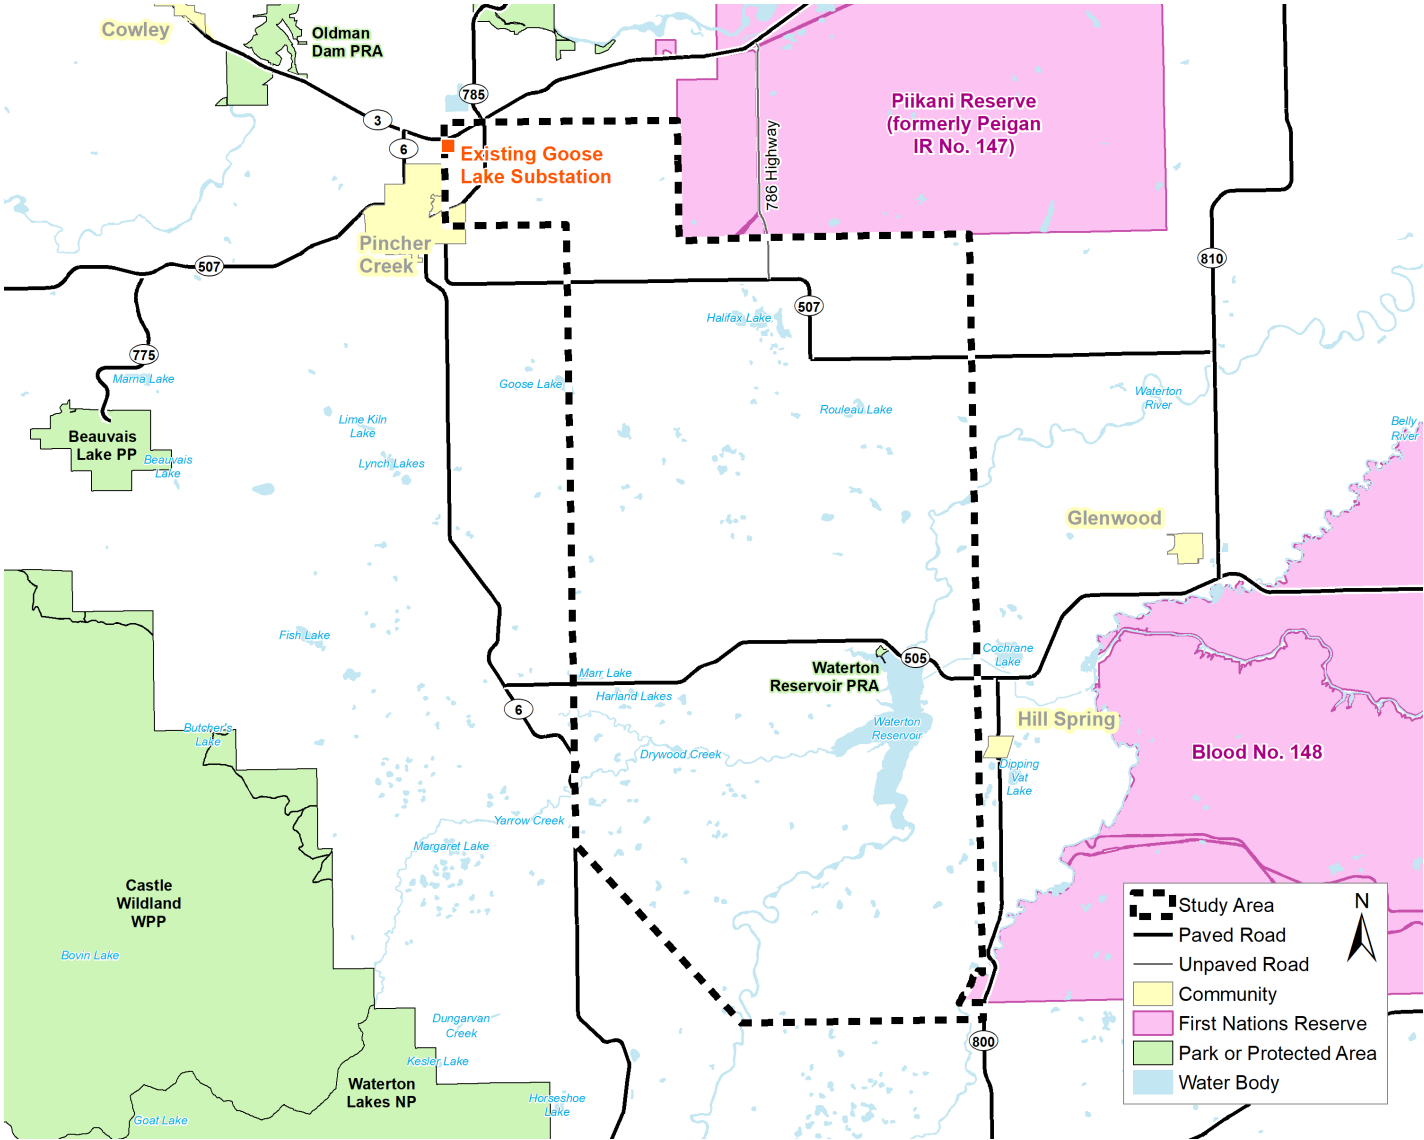 Cowley
Oldman
Dam PRA
785
3
6
Existing Goose
Lake Substation
Piikani Reserve
(formerly Peigan
IR No. 147)
786 Highway
Pincher
Creek
507
810
507
Halifax Lake
775
Marna Lake
Goose Lake
Waterton
River
Rouleau Lake
Lime Kiln
Lake
Belly
River
Beauvais
Lake PP
Beauvais
Lake
Lynch Lakes
Glenwood
Fish Lake
505
Cochrane
Lake
Waterton
Reservoir PRA
Marr Lake
Harland Lakes
6
Butcher's
Lake
Waterton
Reservoir
Hill Spring
Drywood Creek
Blood No. 148
Dipping
Vat
Lake
Yarrow Creek
Margaret Lake
Castle
Wildland
WPP
Bovin Lake
Dungarvan
Creek
Kesler Lake
800
Waterton
Lakes NP
Horseshoe
Lake
Goat Lake
N
Study Area
Paved Road
Unpaved Road
Community
First Nations Reserve
Park or Protected Area
Water Body